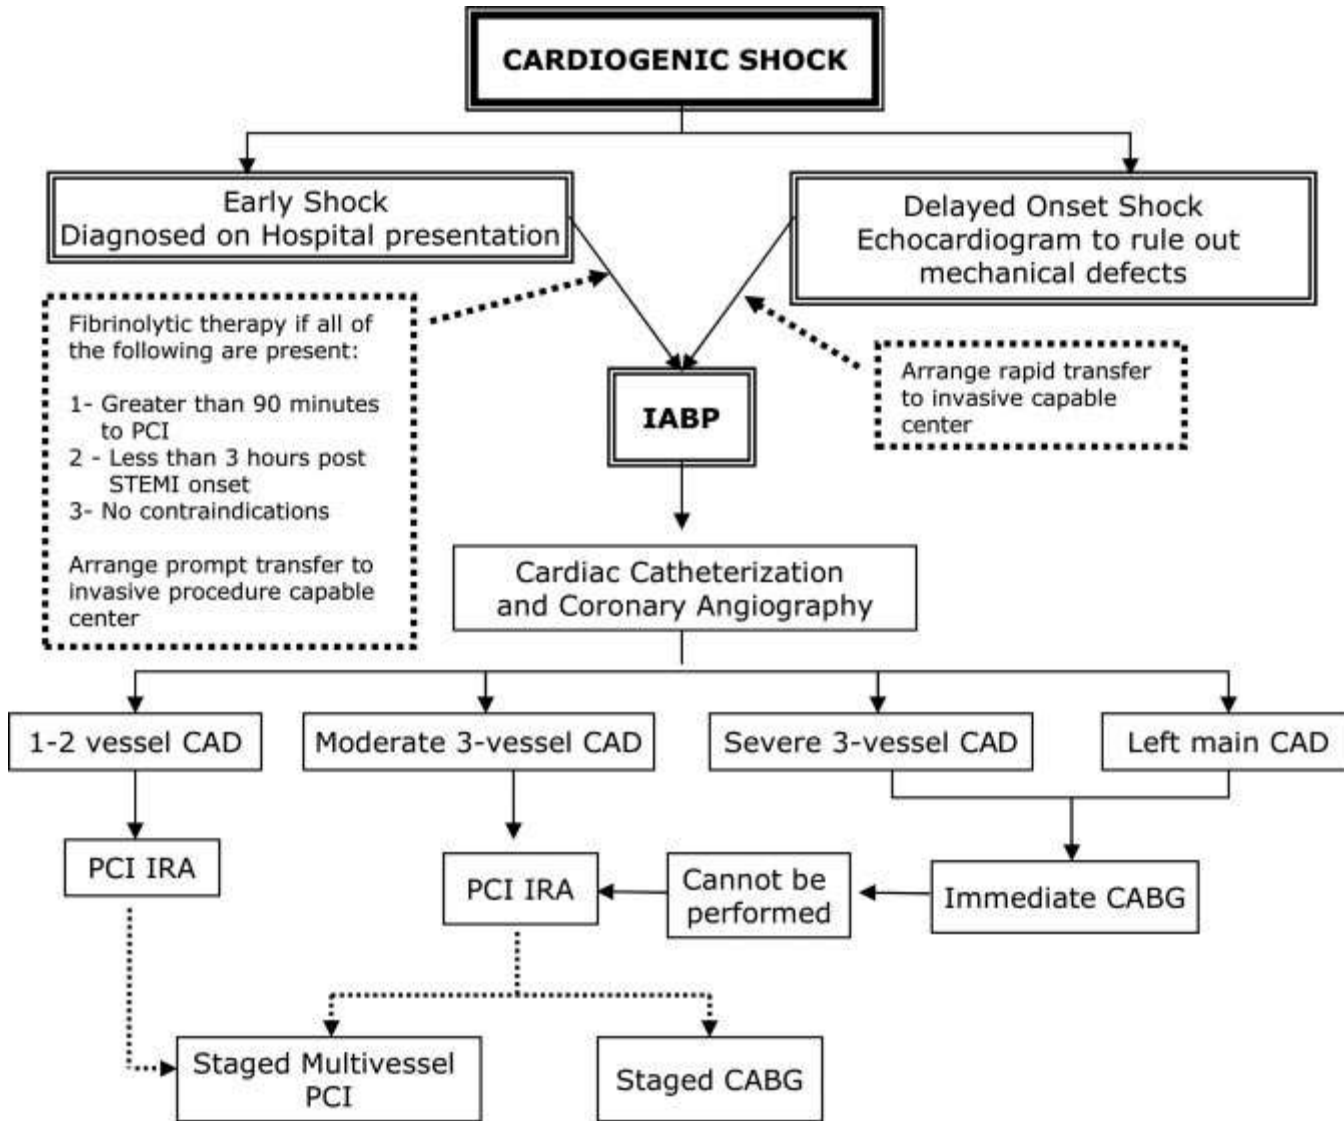 CARDIOGENIC SHOCK
Early Shock
Diagnosed on Hospital presentation
Delayed Onset Shock
Echocardiogram to rule out
mechanical defects
Fibrinolytic therapy if all of
the following are present:
1- Greater than 90 minutes
to PCI
2 - Less than 3 hours post
STEMI onset
3- No contraindications
Arrange prompt transfer to
invasive procedure capable
center
IABP
Arrange rapid transfer
to invasive capable
center
Cardiac Catheterization
and Coronary Angiography
1-2 vessel CAD
Moderate 3-vessel CAD
Severe 3-vessel CAD
Left main CAD
PCI IRA
PCI IRA
Cannot be
performed
Immediate CABG
Staged Multivessel
PCI
Staged CABG